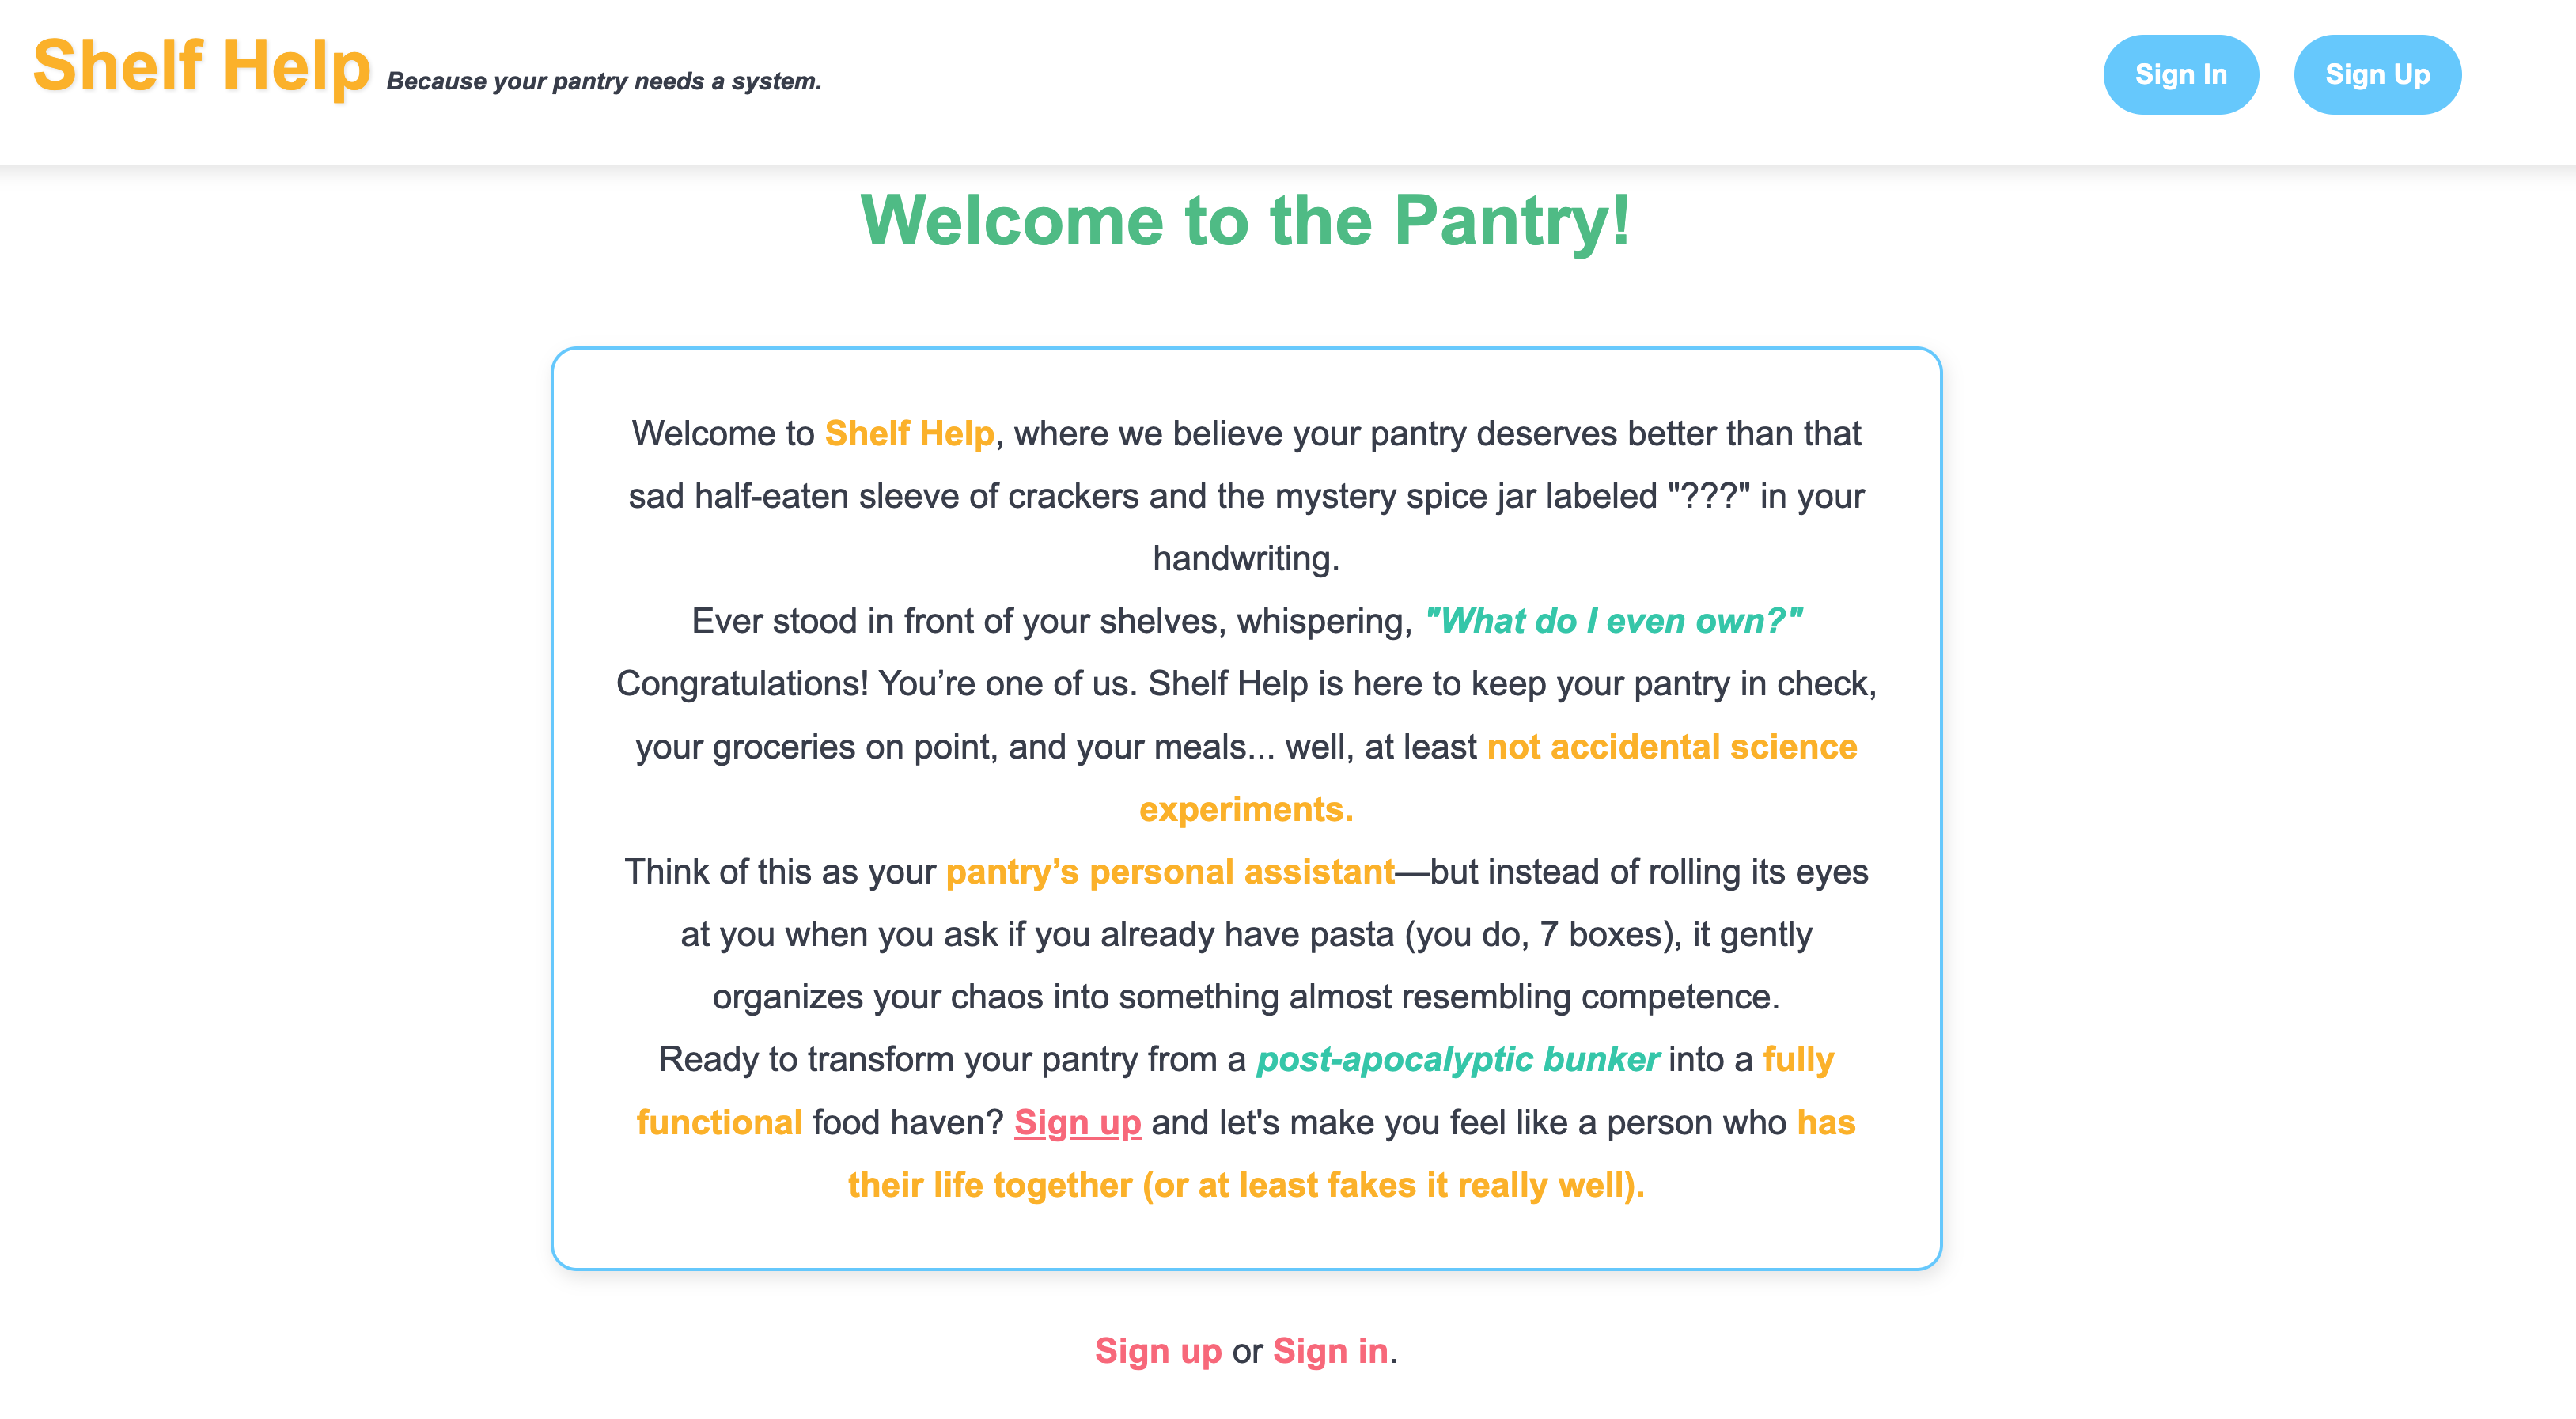 Shelf Help Because your pantry needs a system.
Sign In
Sign Up
Welcome to the Pantry!
Welcome to Shelf Help, where we believe your pantry deserves better than that
sad half-eaten sleeve of crackers and the mystery spice jar labeled "???" in your
handwriting.
Ever stood in front of your shelves, whispering, "What do I even own?"
Congratulations! You’re one of us. Shelf Help is here to keep your pantry in check,
your groceries on point, and your meals... well, at least not accidental science
experiments.
Think of this as your pantry’s personal assistant—but instead of rolling its eyes
at you when you ask if you already have pasta (you do, 7 boxes), it gently
organizes your chaos into something almost resembling competence.
Ready to transform your pantry from a post-apocalyptic bunker into a fully
functional food haven? Sign up and let's make you feel like a person who has
their life together (or at least fakes it really well).
Sign up or Sign in.